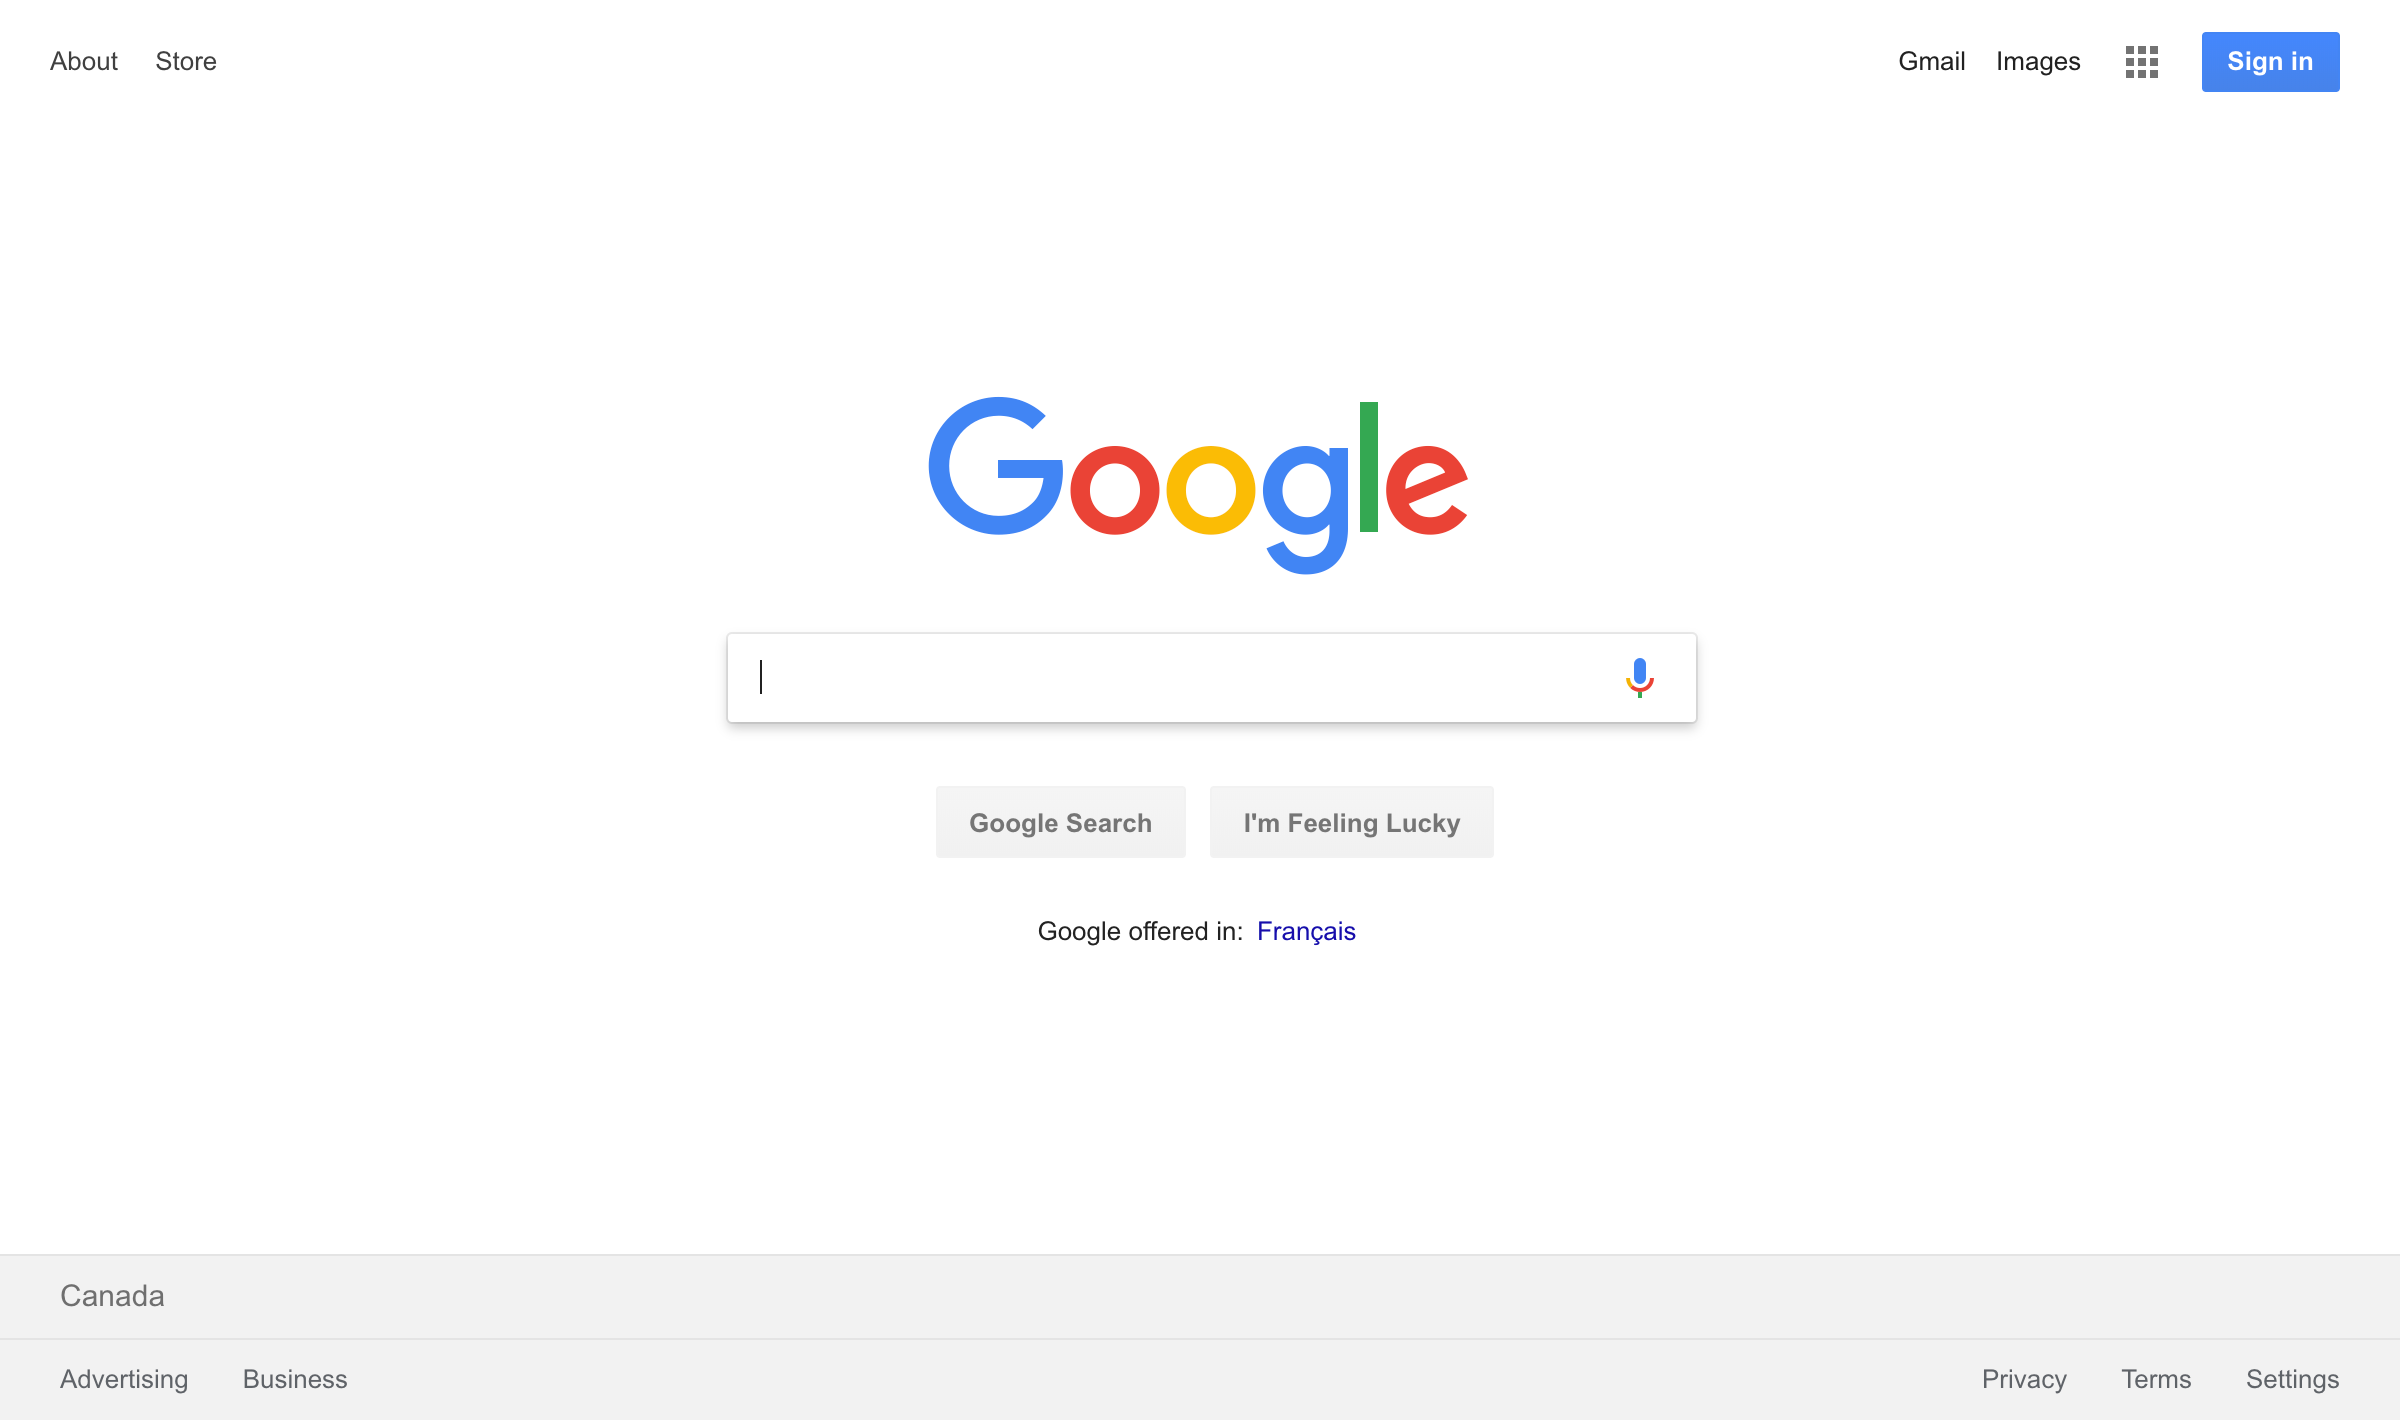 About Store Gmail Images Sign in
Google
Google Search I'm Feeling Lucky
Google offered in: Français
Canada
Advertising Business Privacy Terms Settings